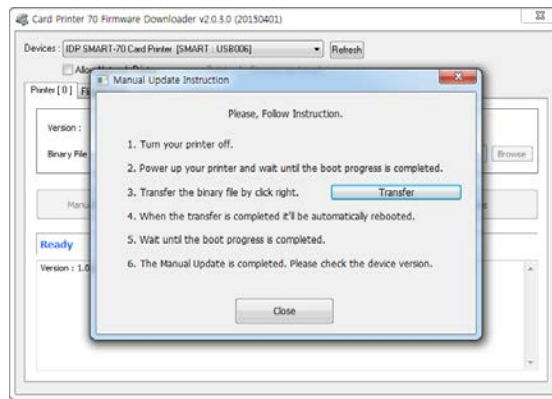 Card Printer 70 Firmware Downloader v2.0.3.0 (20150401)
Devices : IDP SMART-70 Card Printer [SMART : USB006] Refresh
Manual Update Instruction
Printer [ 0 ]
Please, Follow Instruction.
Version :
1. Turn your printer off.
Binary File
2. Power up your printer and wait until the boot progress is completed.
Browse
3. Transfer the binary file by click right. Transfer
4. When the transfer is completed it'll be automatically rebooted.
Ready
5. Wait until the boot progress is completed.
Version : 1.0
6. The Manual Update is completed. Please check the device version.
Close